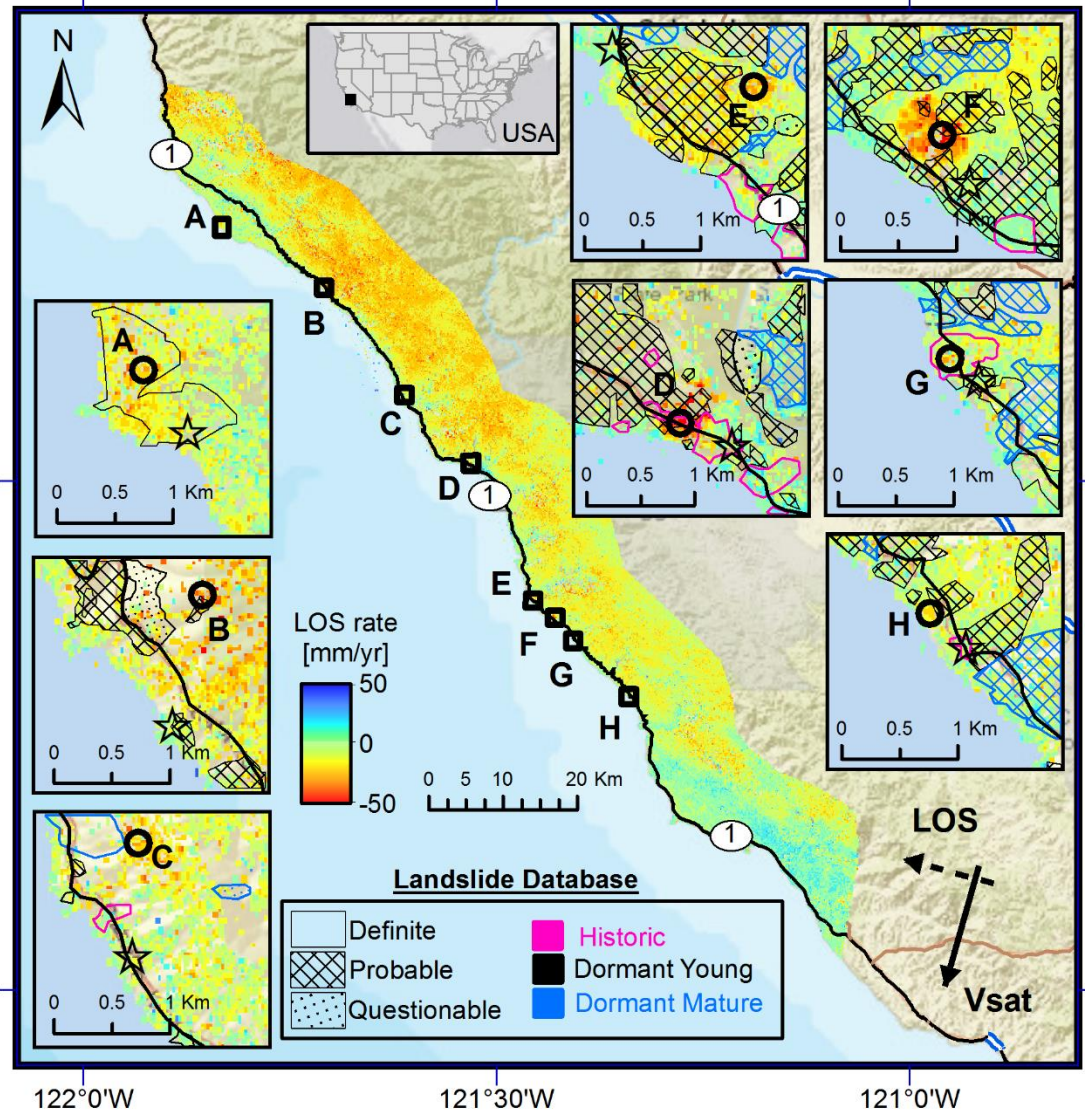 N
USA
1
A
B
C
D
1
E
F
G
H
1
A
0 0.5 1 Km
B
0 0.5 1 Km
C
0 0.5 1 Km
E
1
0 0.5 1 Km
F
0 0.5 1 Km
D
0 0.5 1 Km
G
0 0.5 1 Km
H
0 0.5 1 Km
LOS rate
[mm/yr]
50
0
-50
0 5 10 20 Km
LOS
Vsat
Landslide Database
Definite
Probable
Questionable
Historic
Dormant Young
Dormant Mature
122°0'W 121°30'W 121°0'W